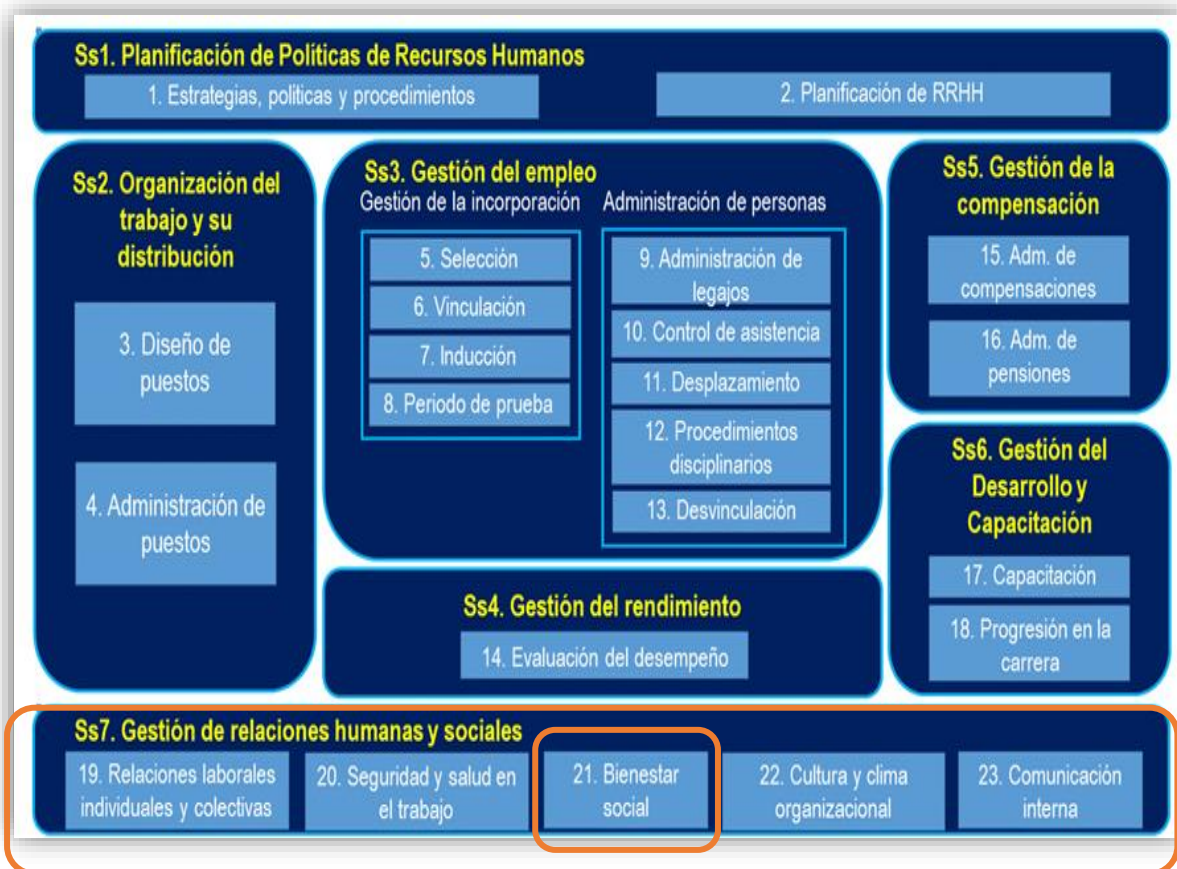 Ss1. Planificación de Políticas de Recursos Humanos
1. Estrategias, políticas y procedimientos
2. Planificación de RRHH
Ss2. Organización del
trabajo y su
distribución
3. Diseño de
puestos
4. Administración de
puestos
Ss3. Gestión del empleo
Gestión de la incorporación
5. Selección
6. Vinculación
7. Inducción
8. Periodo de prueba
Administración de personas
9. Administración de
legajos
10. Control de asistencia
11. Desplazamiento
12. Procedimientos
disciplinarios
13. Desvinculación
Ss4. Gestión del rendimiento
14. Evaluación del desempeño
Ss5. Gestión de la
compensación
15. Adm. de
compensaciones
16. Adm. de
pensiones
Ss6. Gestión del
Desarrollo y
Capacitación
17. Capacitación
18. Progresión en la
carrera
Ss7. Gestión de relaciones humanas y sociales
19. Relaciones laborales
individuales y colectivas
20. Seguridad y salud en
el trabajo
21. Bienestar
social
22. Cultura y clima
organizacional
23. Comunicación
interna